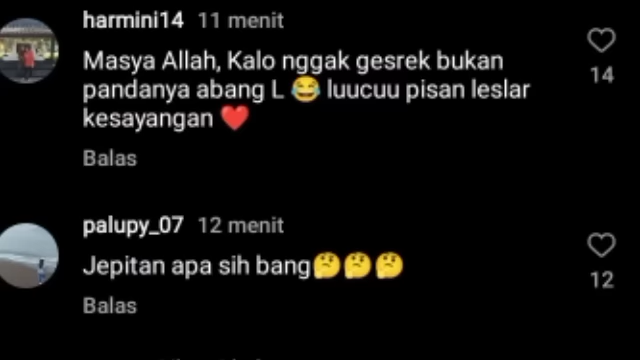 harmini14 11 menit
Masya Allah, Kalo nggak gesrek bukan
pandanya abang L 😂 luucuu pisan leslar
kesayangan ❤️
14
Balas
palupy_07 12 menit
Jepitan apa sih bang🤔🤔🤔
12
Balas